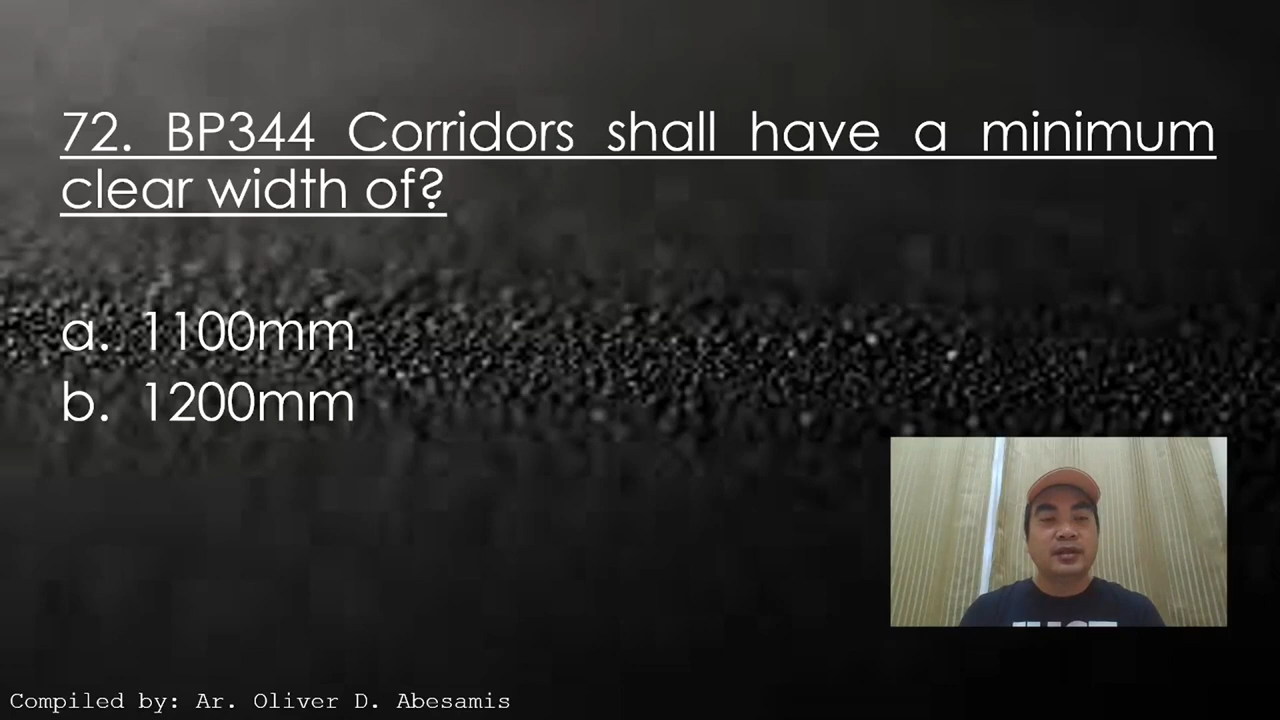 72. BP344 Corridors shall have a minimum
clear width of?
a. 1100mm
b. 1200mm
Compiled by: Ar. Oliver D. Abesamis